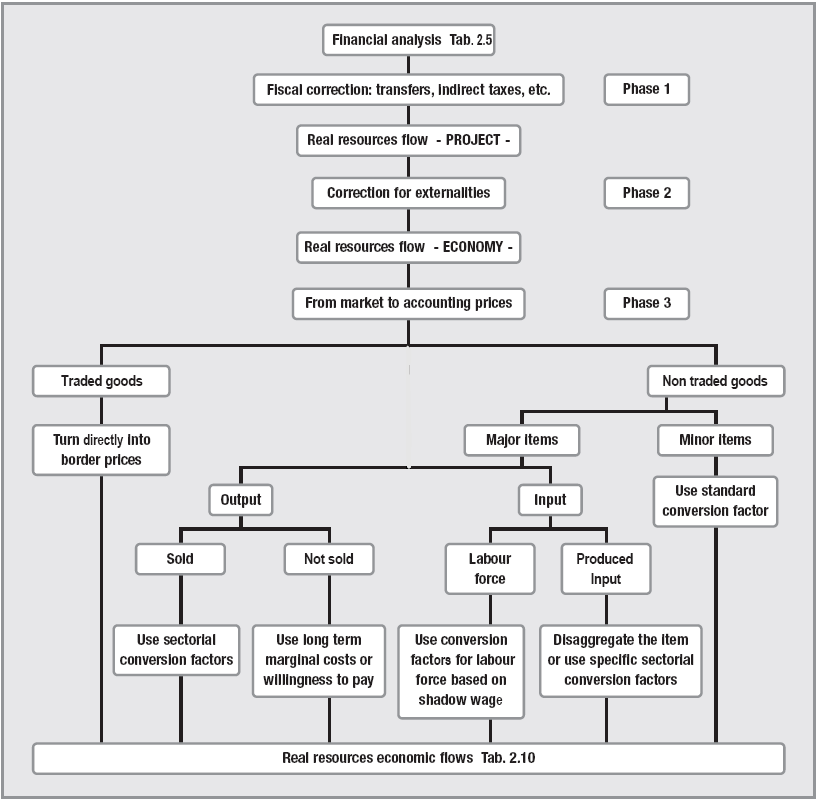 Financial analysis Tab. 2.5
Fiscal correction: transfers, indirect taxes, etc.
Phase 1
Real resources flow - PROJECT -
Correction for externalities
Phase 2
Real resources flow - ECONOMY -
From market to accounting prices
Phase 3
Traded goods
Non traded goods
Turn directly into
border prices
Major items
Minor items
Use standard
conversion factor
Output
Input
Sold
Not sold
Labour
force
Produced
Input
Use sectorial
conversion factors
Use long term
marginal costs or
willingness to pay
Use conversion
factors for labour
force based on
shadow wage
Disaggregate the item
or use specific sectorial
conversion factors
Real resources economic flows Tab. 2.10